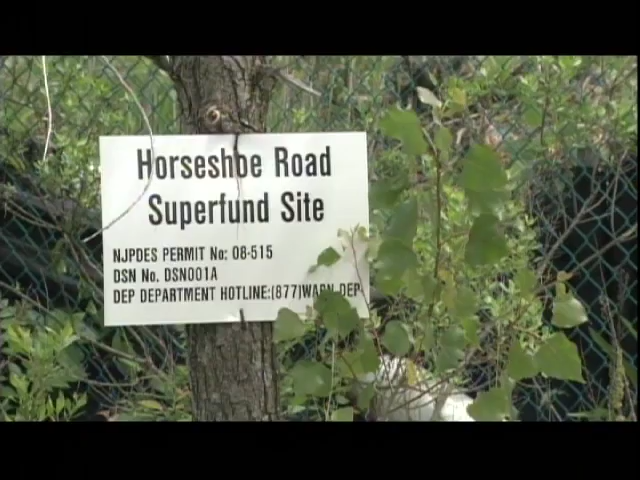 Horseshoe Road
Superfund Site
NJPDES PERMIT No: 08-515
DSN No. DSN001A
DEP DEPARTMENT HOTLINE:(877)WARN DEP